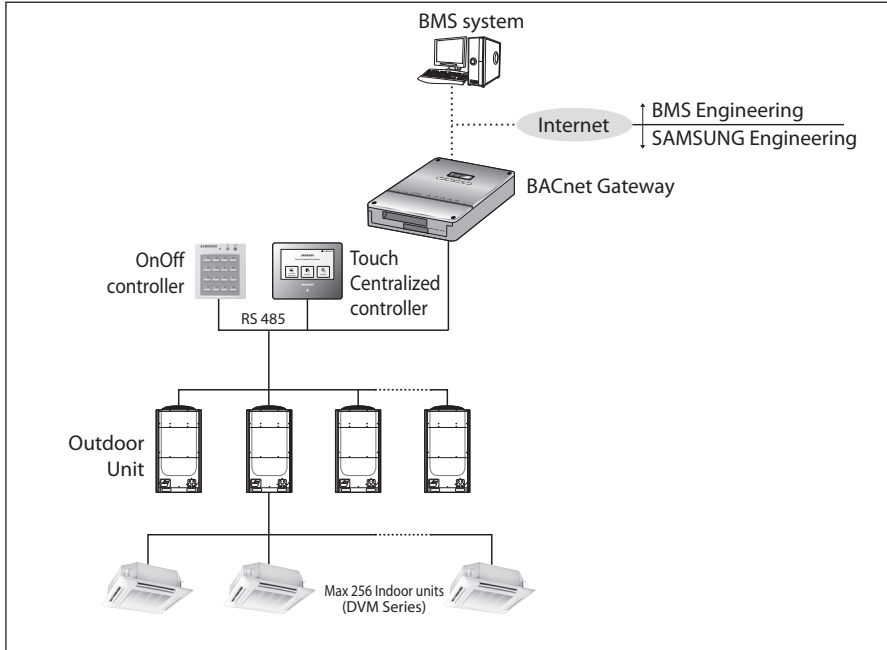 BMS system
Internet
BMS Engineering
SAMSUNG Engineering
BACnet Gateway
OnOff
controller
SAMSUNG
Touch
Centralized
controller
RS 485
Outdoor
Unit
Max 256 Indoor units
(DVM Series)